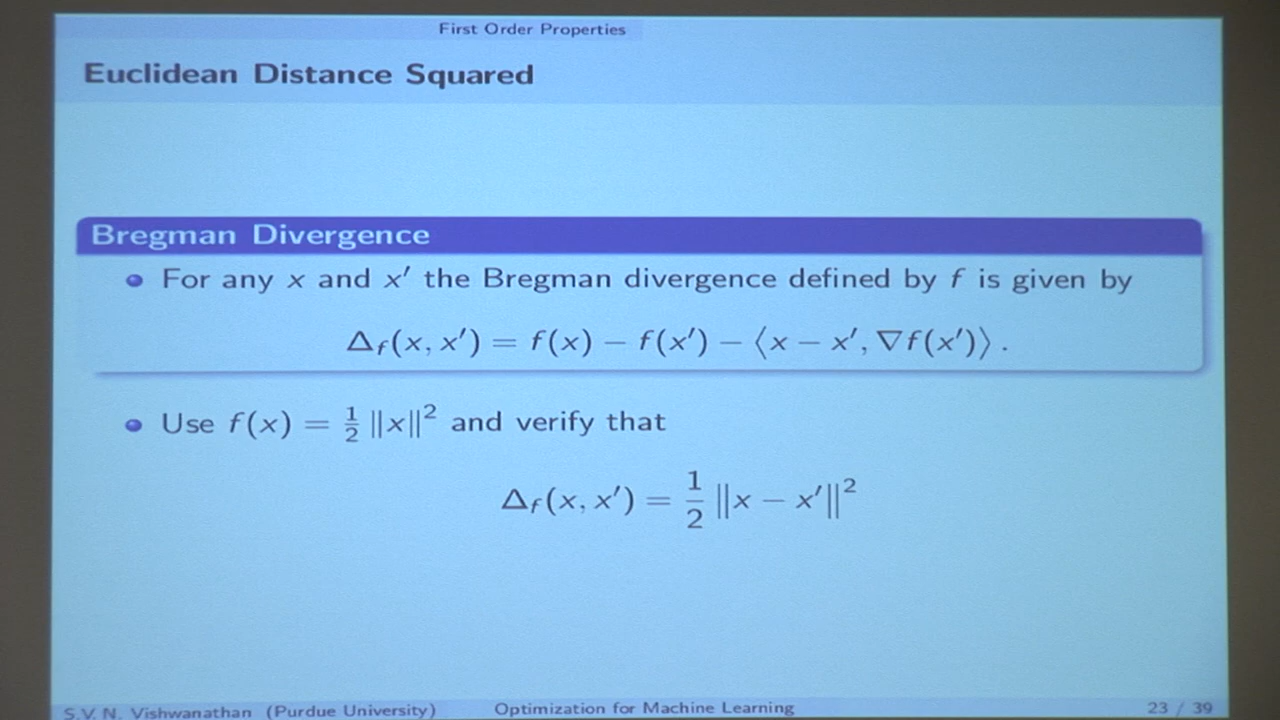 First Order Properties
Euclidean Distance Squared
Bregman Divergence
For any x and x′ the Bregman divergence defined by f is given by
Δf(x, x′) = f(x) − f(x′) − ⟨x − x′, ∇f(x′)⟩ .
Use f(x) = ½ ‖x‖² and verify that
Δf(x, x′) = 1/2 ‖x − x′‖²
S.V.N. Vishwanathan (Purdue University) Optimization for Machine Learning 23 / 39